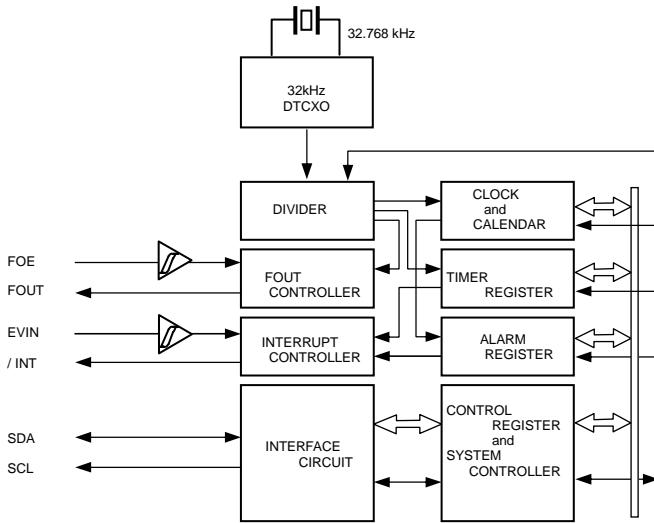 32.768 kHz
32kHz
DTCXO
DIVIDER
CLOCK
and
CALENDAR
FOE
FOUT
FOUT
CONTROLLER
TIMER
REGISTER
EVIN
/ INT
INTERRUPT
CONTROLLER
ALARM
REGISTER
SDA
SCL
INTERFACE
CIRCUIT
CONTROL
REGISTER
and
SYSTEM
CONTROLLER